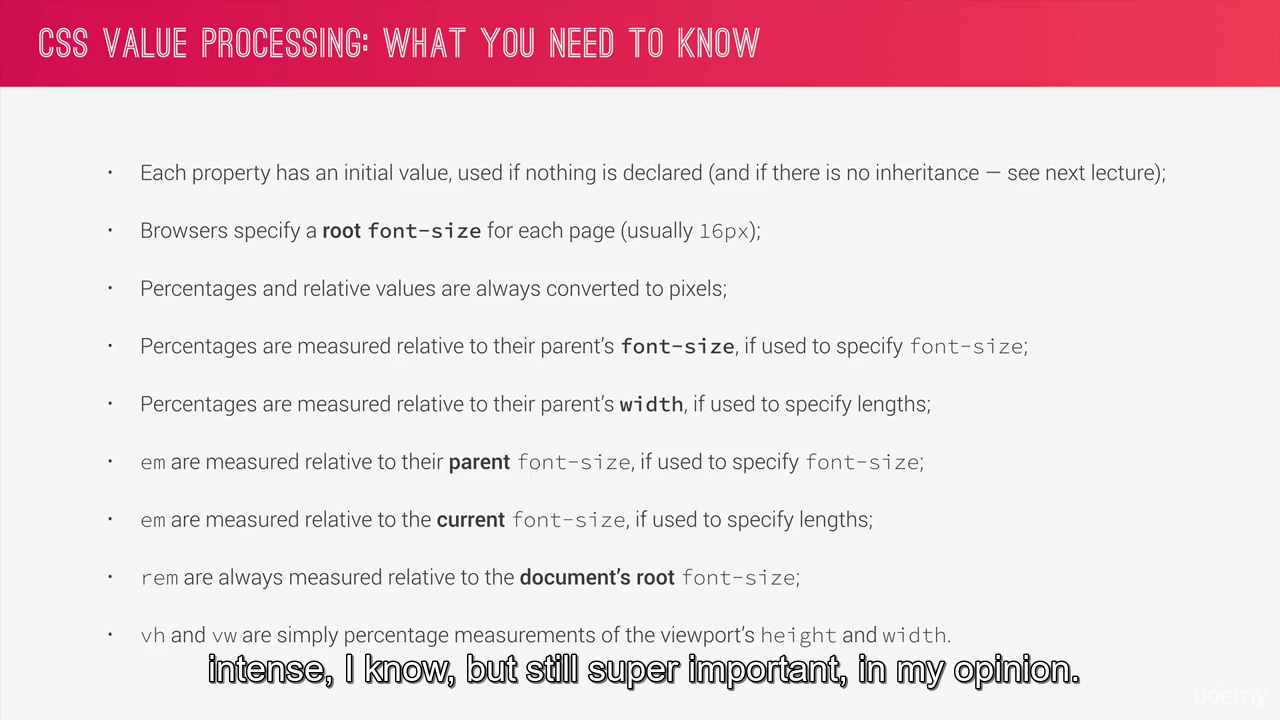 CSS VALUE PROCESSING: WHAT YOU NEED TO KNOW
• Each property has an initial value, used if nothing is declared (and if there is no inheritance — see next lecture);
• Browsers specify a root font-size for each page (usually 16px);
• Percentages and relative values are always converted to pixels;
• Percentages are measured relative to their parent’s font-size, if used to specify font-size;
• Percentages are measured relative to their parent’s width, if used to specify lengths;
• em are measured relative to their parent font-size, if used to specify font-size;
• em are measured relative to the current font-size, if used to specify lengths;
• rem are always measured relative to the document’s root font-size;
• vh and vw are simply percentage measurements of the viewport’s height and width.
intense, I know, but still super important, in my opinion.
udemy